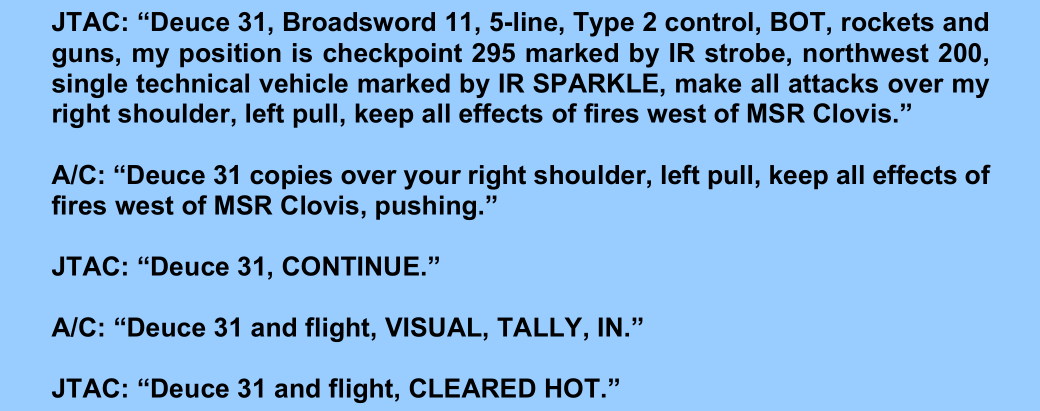 JTAC: “Deuce 31, Broadsword 11, 5-line, Type 2 control, BOT, rockets and
guns, my position is checkpoint 295 marked by IR strobe, northwest 200,
single technical vehicle marked by IR SPARKLE, make all attacks over my
right shoulder, left pull, keep all effects of fires west of MSR Clovis.”
A/C: “Deuce 31 copies over your right shoulder, left pull, keep all effects of
fires west of MSR Clovis, pushing.”
JTAC: “Deuce 31, CONTINUE.”
A/C: “Deuce 31 and flight, VISUAL, TALLY, IN.”
JTAC: “Deuce 31 and flight, CLEARED HOT.”